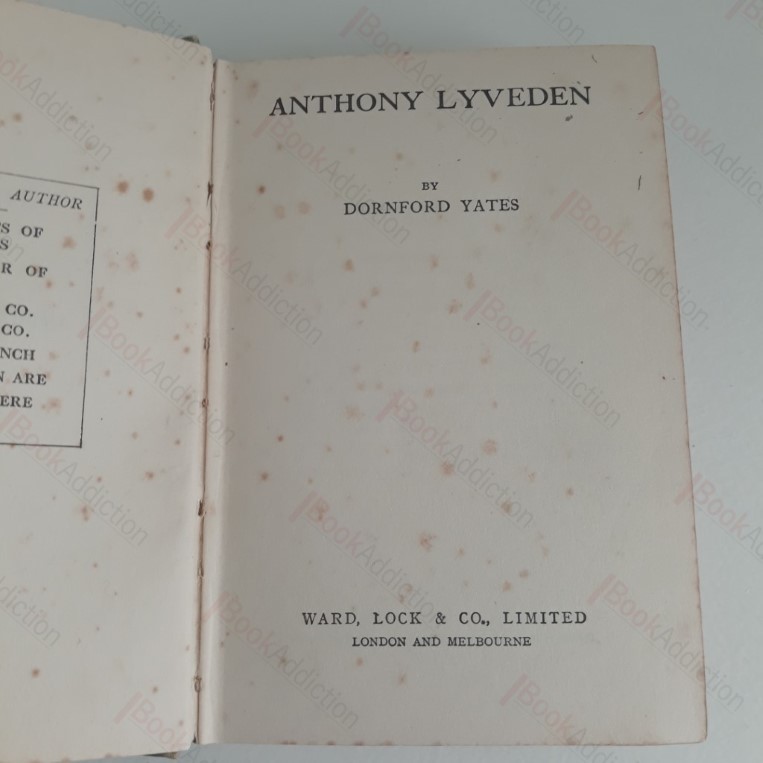 AUTHOR
S OF
S
R OF
CO.
CO.
NCH
N ARE
ERE
ANTHONY LYVEDEN
BY
DORNFORD YATES
WARD, LOCK & CO., LIMITED
LONDON AND MELBOURNE
BookAddiction